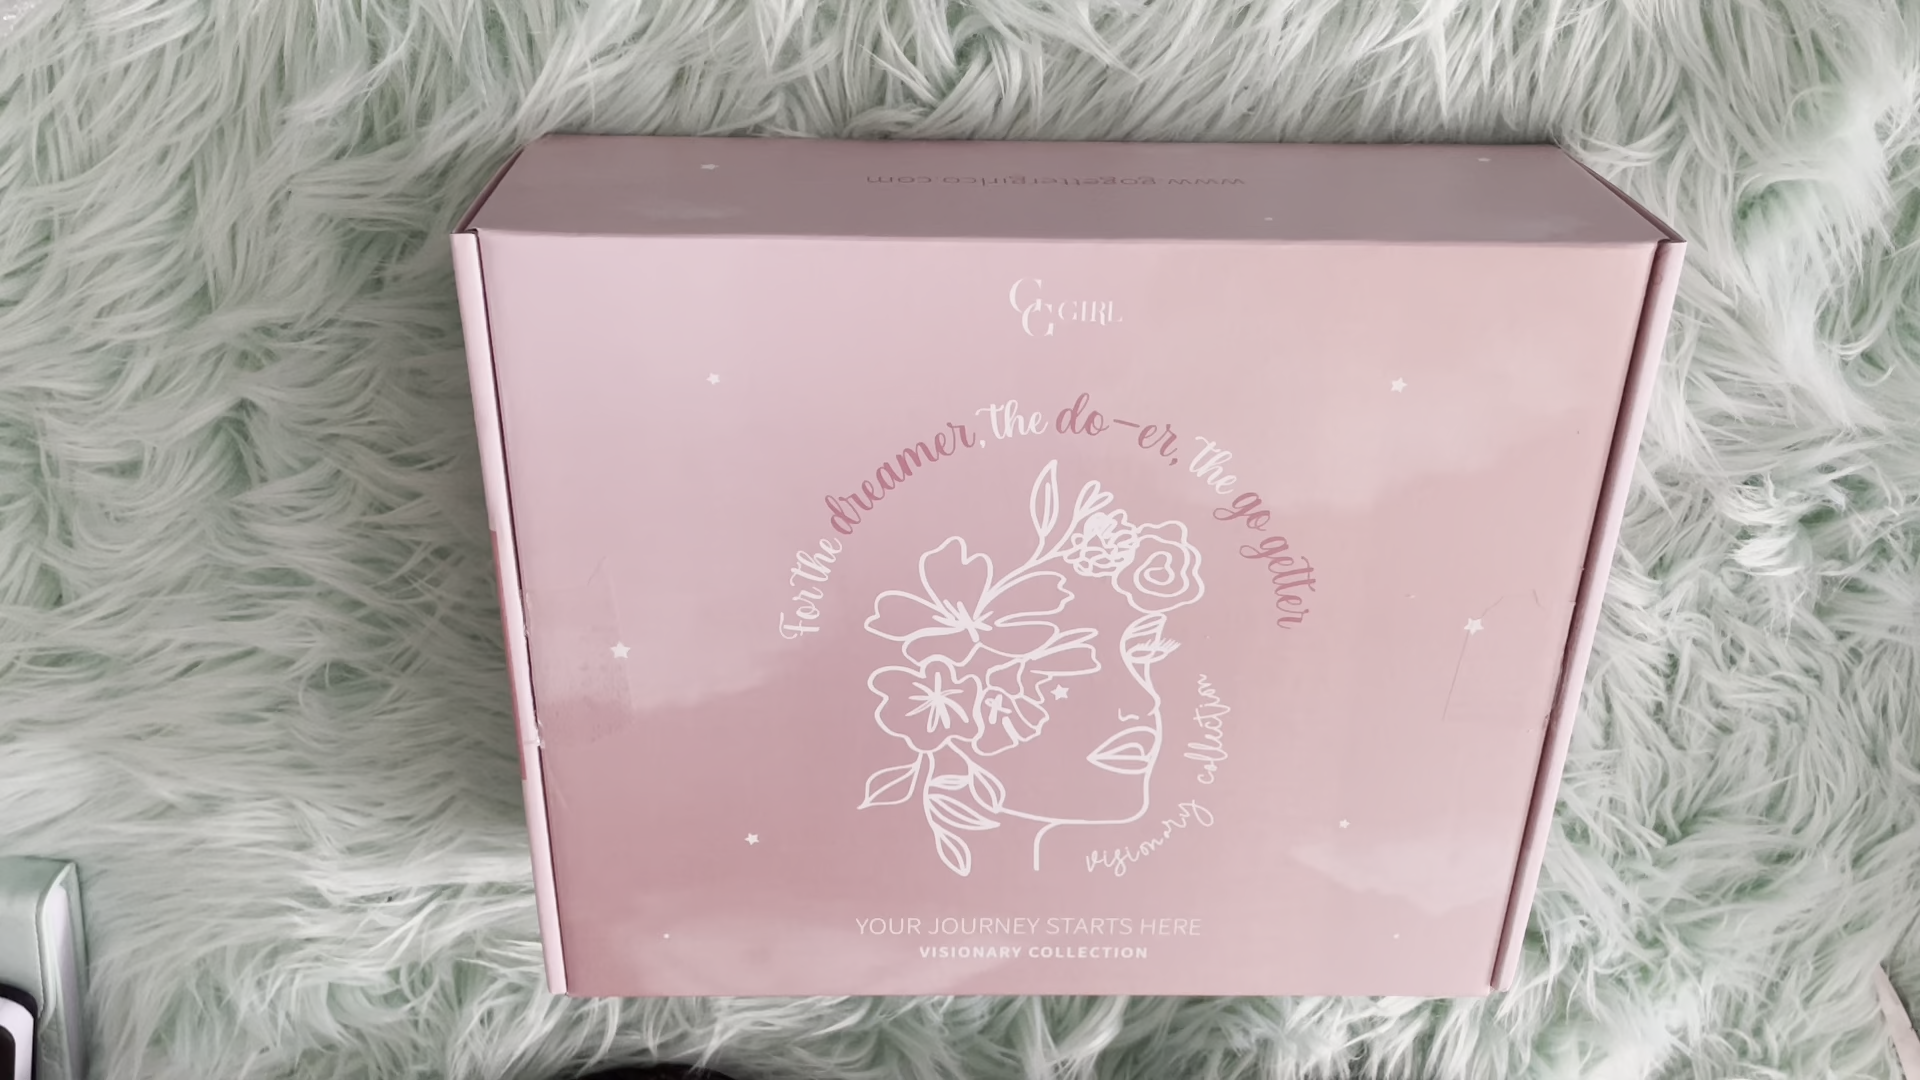 www.gogettergirlco.com
GG GIRL
For the dreamer, the do-er, the go getter
visionary collection
YOUR JOURNEY STARTS HERE
VISIONARY COLLECTION